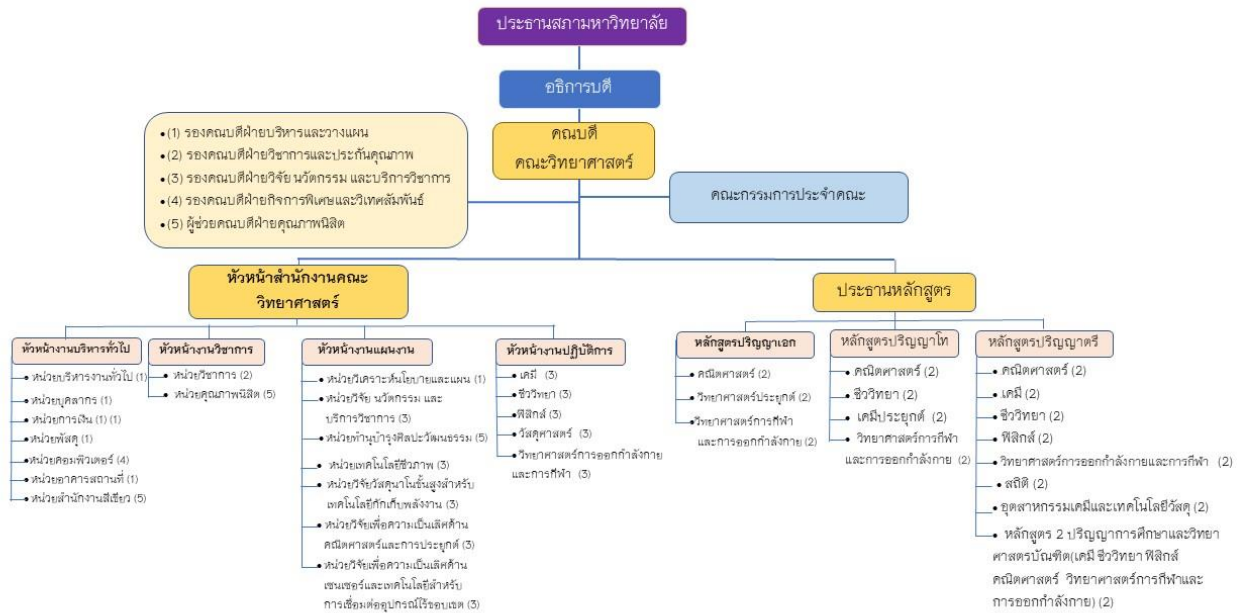 ประธานสภามหาวิทยาลัย
อธิการบดี
คณบดี
คณะวิทยาศาสตร์
• (1) รองคณบดีฝ่ายบริหารและวางแผน
• (2) รองคณบดีฝ่ายวิชาการและประกันคุณภาพ
• (3) รองคณบดีฝ่ายวิจัย นวัตกรรม และบริการวิชาการ
• (4) รองคณบดีฝ่ายกิจการพิเศษและวิเทศสัมพันธ์
• (5) ผู้ช่วยคณบดีฝ่ายคุณภาพนิสิต
คณะกรรมการประจำคณะ
หัวหน้าสำนักงานคณะ
วิทยาศาสตร์
ประธานหลักสูตร
หัวหน้างานบริหารทั่วไป
• หน่วยบริหารงานทั่วไป (1)
• หน่วยบุคลากร (1)
• หน่วยการเงิน (1) (1)
• หน่วยพัสดุ (1)
• หน่วยคอมพิวเตอร์ (4)
• หน่วยอาคารสถานที่ (1)
• หน่วยสำนักงานสีเขียว (5)
หัวหน้างานวิชาการ
• หน่วยวิชาการ (2)
• หน่วยคุณภาพนิสิต (5)
หัวหน้างานแผนงาน
• หน่วยวิเคราะห์นโยบายและแผน (1)
• หน่วยวิจัย นวัตกรรม และ
บริการวิชาการ (3)
• หน่วยทำนุบำรุงศิลปะวัฒนธรรม (5)
• หน่วยเทคโนโลยีชีวภาพ (3)
• หน่วยวิจัยวัสดุนาโนชั้นสูงสำหรับ
เทคโนโลยีกักเก็บพลังงาน (3)
• หน่วยวิจัยเพื่อความเป็นเลิศด้าน
คณิตศาสตร์และการประยุกต์ (3)
• หน่วยวิจัยเพื่อความเป็นเลิศด้าน
เซนเซอร์และเทคโนโลยีสำหรับ
การเชื่อมต่ออุปกรณ์ไร้ขอบเขต (3)
หัวหน้างานปฏิบัติการ
• เคมี (3)
• ชีววิทยา (3)
• ฟิสิกส์ (3)
• วัสดุศาสตร์ (3)
• วิทยาศาสตร์การออกกำลังกาย
และการกีฬา (3)
หลักสูตรปริญญาเอก
• คณิตศาสตร์ (2)
• วิทยาศาสตร์ประยุกต์ (2)
• วิทยาศาสตร์การกีฬา
และการออกกำลังกาย (2)
หลักสูตรปริญญาโท
• คณิตศาสตร์ (2)
• ชีววิทยา (2)
• เคมีประยุกต์ (2)
• วิทยาศาสตร์การกีฬา
และการออกกำลังกาย (2)
หลักสูตรปริญญาตรี
• คณิตศาสตร์ (2)
• เคมี (2)
• ชีววิทยา (2)
• ฟิสิกส์ (2)
• วิทยาศาสตร์การออกกำลังกายและการกีฬา (2)
• สถิติ (2)
• อุตสาหกรรมเคมีและเทคโนโลยีวัสดุ (2)
• หลักสูตร 2 ปริญญาการศึกษาและวิทยา
ศาสตรบัณฑิต(เคมี ชีววิทยา ฟิสิกส์
คณิตศาสตร์ วิทยาศาสตร์การกีฬาและ
การออกกำลังกาย) (2)